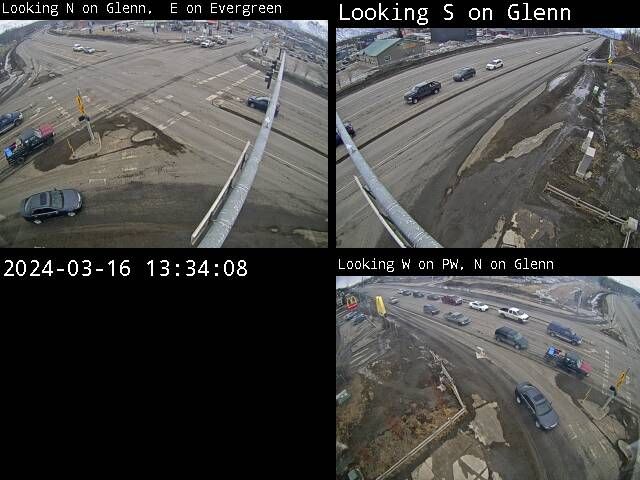 Looking N on Glenn, E on Evergreen
Looking S on Glenn
2024-03-16 13:34:08
Looking W on PW, N on Glenn